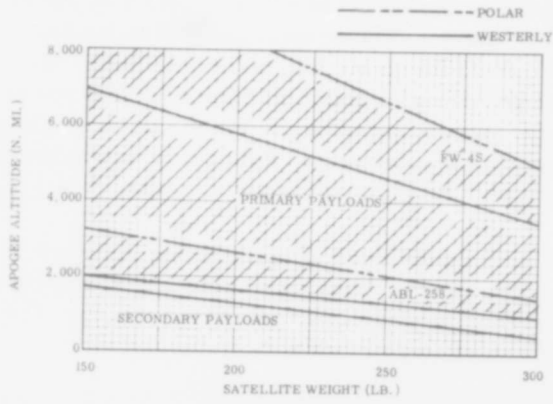 POLAR
WESTERLY
8,000
6,000
4,000
2,000
0
APOGEE ALTITUDE (N. MI.)
FW-4S
PRIMARY PAYLOADS
ABL-258
SECONDARY PAYLOADS
150
200
250
300
SATELLITE WEIGHT (LB.)